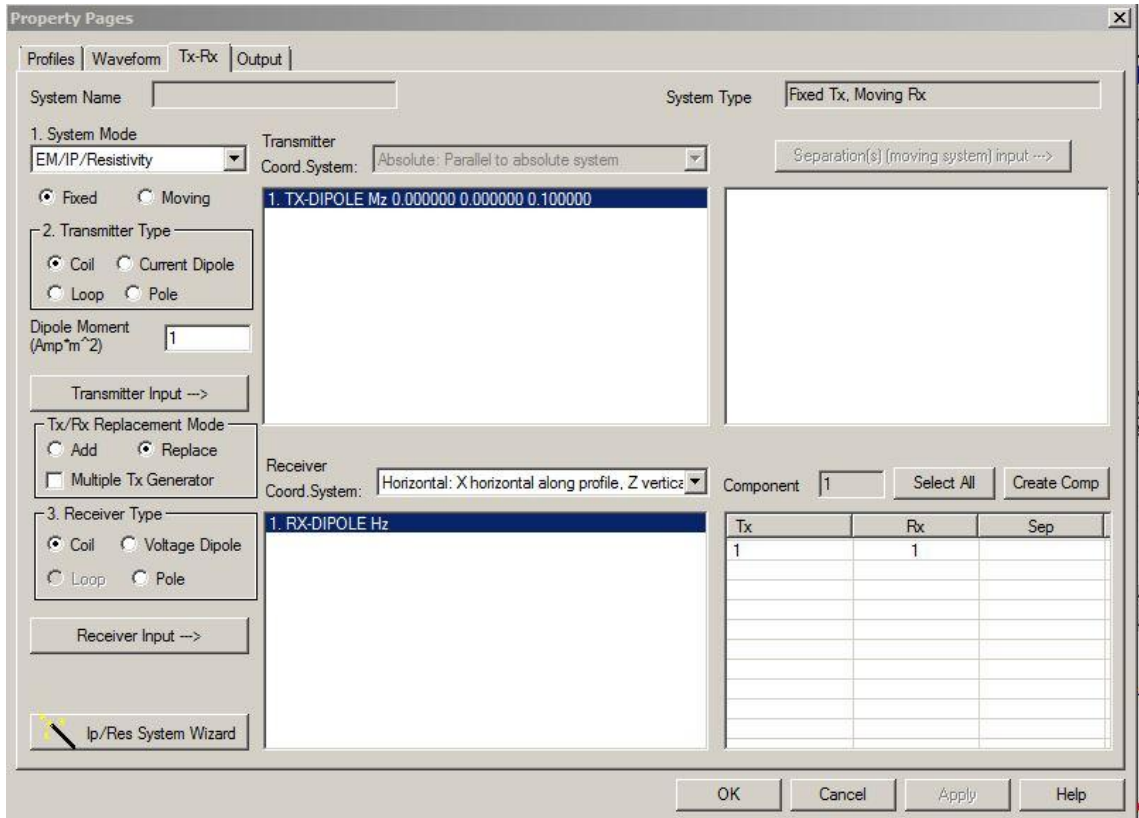 Property Pages
Profiles Waveform Tx-Rx Output
System Name
System Type Fixed Tx, Moving Rx
1. System Mode
EM/IP/Resistivity
Transmitter
Coord.System: Absolute: Parallel to absolute system
Separation(s) (moving system) input --->
Fixed Moving
1. TX-DIPOLE Mz 0.000000 0.000000 0.100000
2. Transmitter Type
Coil Current Dipole
Loop Pole
Dipole Moment
(Amp*m^2) 1
Transmitter Input --->
Tx/Rx Replacement Mode
Add Replace
Multiple Tx Generator
Receiver
Coord.System: Horizontal: X horizontal along profile, Z vertica
Component 1 Select All Create Comp
3. Receiver Type
Coil Voltage Dipole
Loop Pole
Receiver Input --->
1. RX-DIPOLE Hz
Tx Rx Sep
1 1
Ip/Res System Wizard
OK Cancel Apply Help